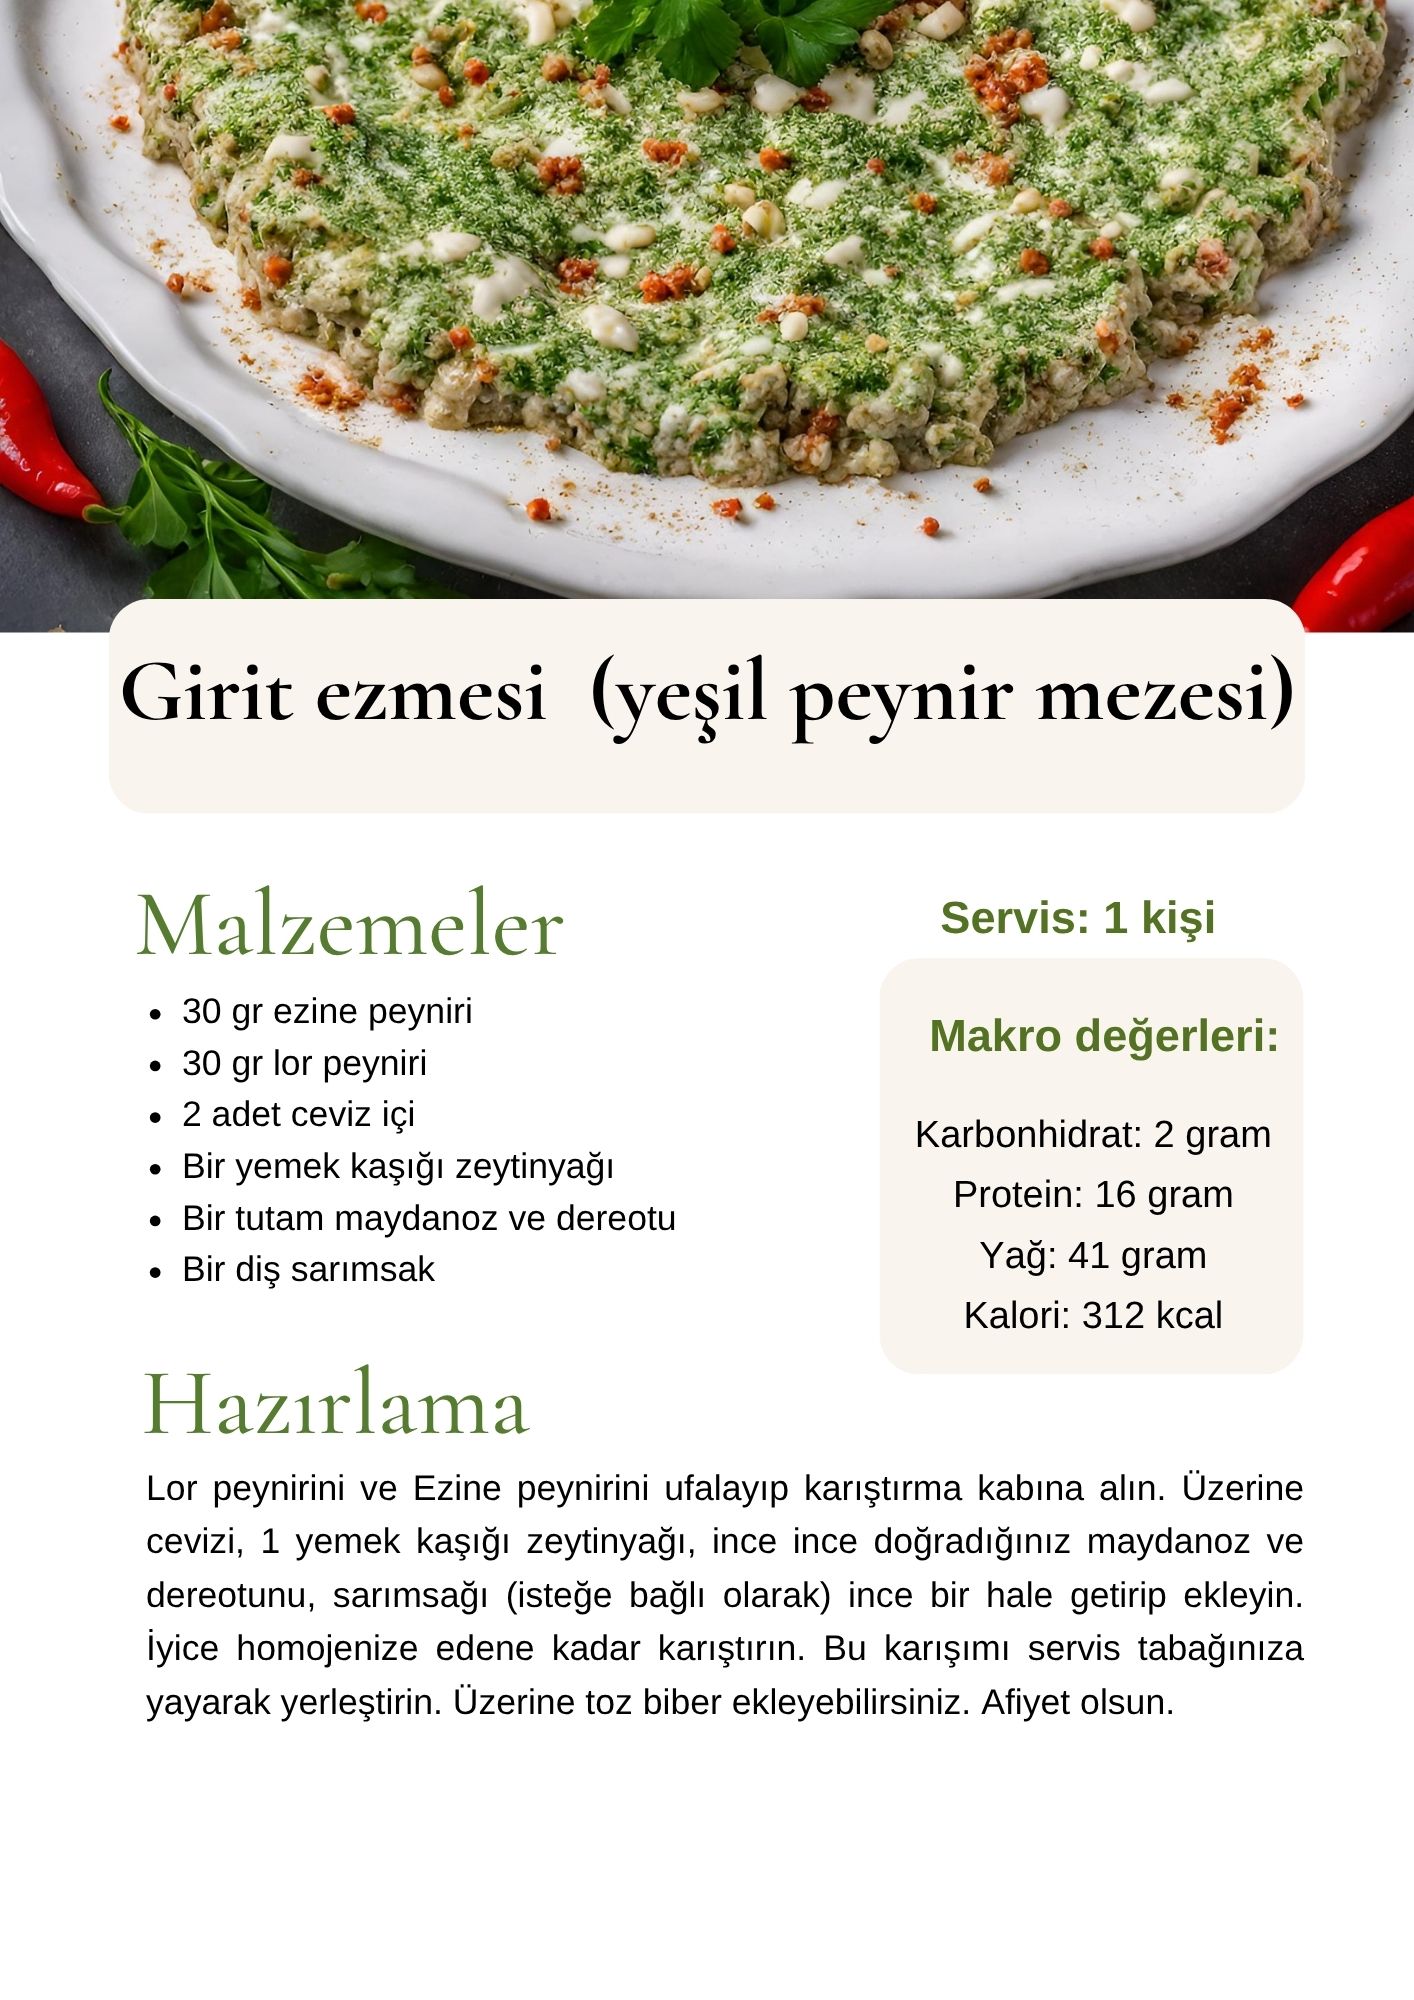 Girit ezmesi  (yeşil peynir mezesi)
Malzemeler
30 gr ezine peyniri
30 gr lor peyniri
2 adet ceviz içi
Bir yemek kaşığı zeytinyağı
Bir tutam maydanoz ve dereotu
Bir diş sarımsak
Servis: 1 kişi
Makro değerleri:
Karbonhidrat: 2 gram
Protein: 16 gram
Yağ: 41 gram
Kalori: 312 kcal
Hazırlama
Lor peynirini ve Ezine peynirini ufalayıp karıştırma kabına alın. Üzerine
cevizi, 1 yemek kaşığı zeytinyağı, ince ince doğradığınız maydanoz ve
dereotunu, sarımsağı (isteğe bağlı olarak) ince bir hale getirip ekleyin.
İyice homojenize edene kadar karıştırın. Bu karışımı servis tabağınıza
yayarak yerleştirin. Üzerine toz biber ekleyebilirsiniz. Afiyet olsun.